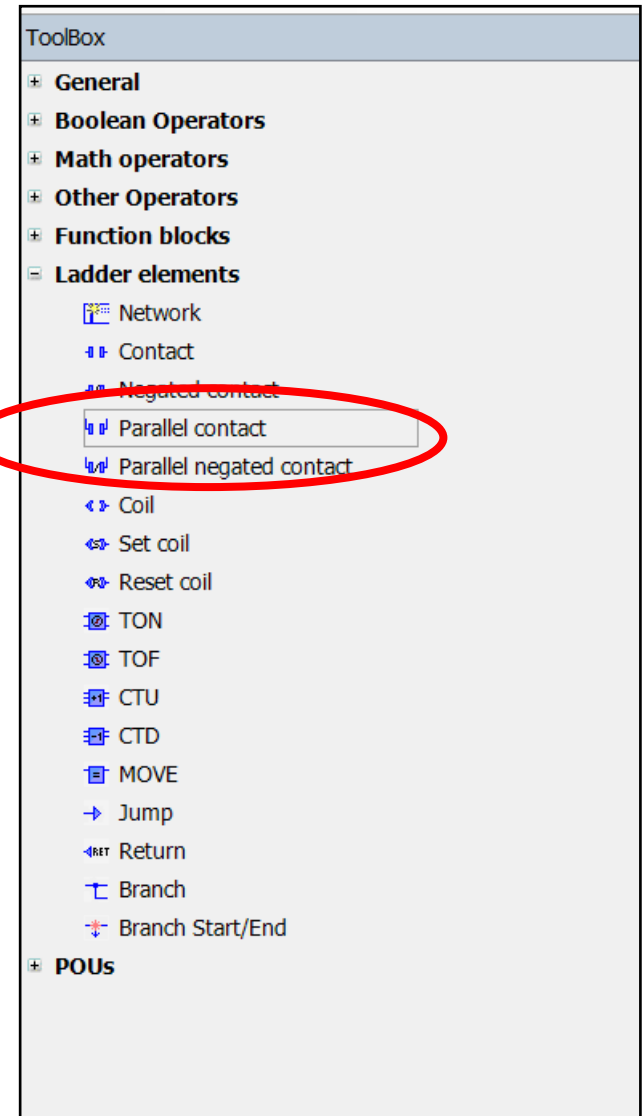 ToolBox
General
Boolean Operators
Math operators
Other Operators
Function blocks
Ladder elements
Network
Contact
Negated contact
Parallel contact
Parallel negated contact
Coil
Set coil
Reset coil
TON
TOF
CTU
CTD
MOVE
Jump
RET Return
Branch
Branch Start/End
POUs